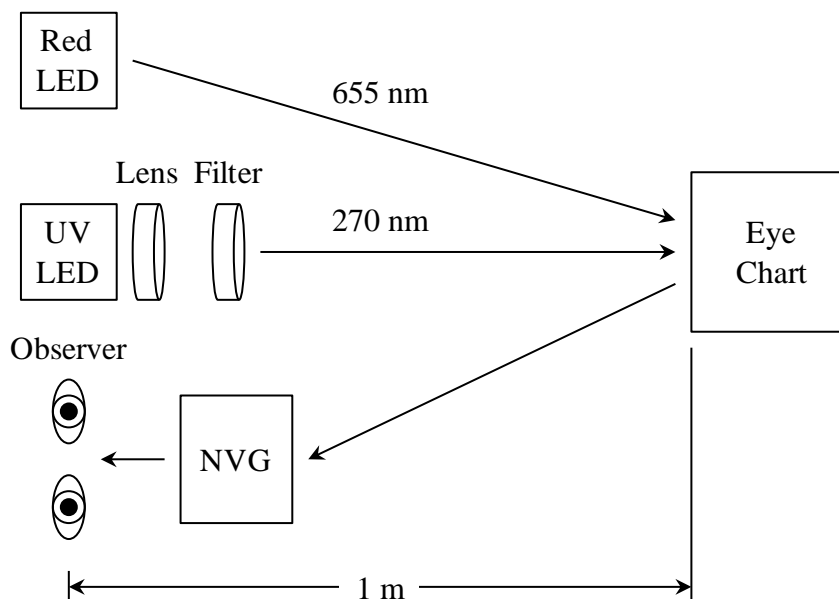 Red
LED
655 nm
Lens Filter
UV
LED
270 nm
Eye
Chart
Observer
NVG
1 m